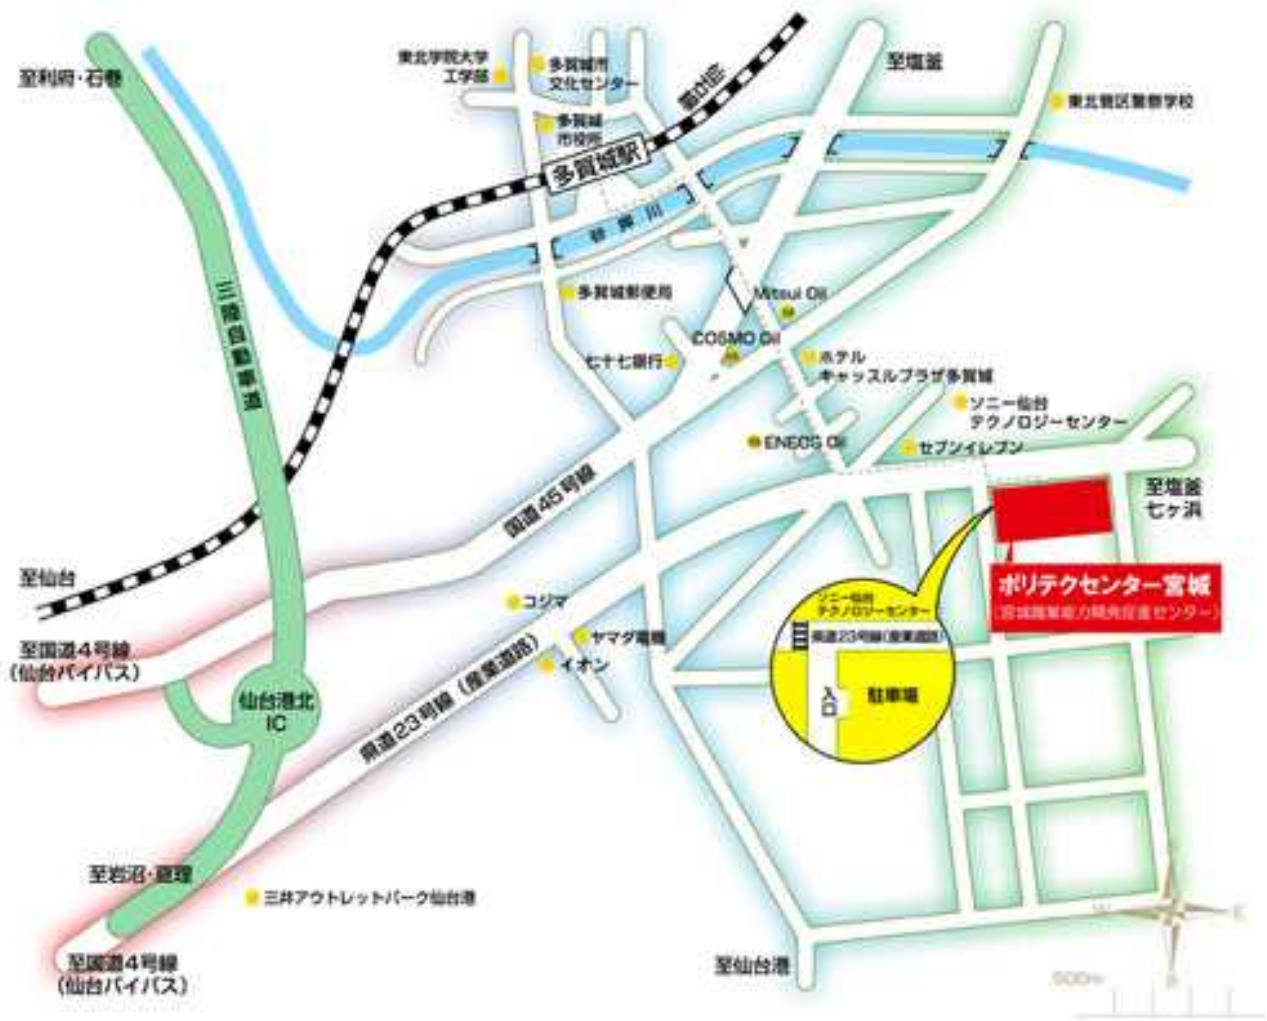 至利府・石巻
東北学院大学
工学部
多賀城市
文化センター
多賀城
市役所
仙石線
至塩釜
東北管区警察学校
多賀城駅
砂押川
三陸自動車道
多賀城郵便局
Mitsui Oil
COSMO Oil
七十七銀行
ホテル
キャッスルプラザ多賀城
ソニー仙台
テクノロジーセンター
ENEOS Oil
セブンイレブン
至塩釜
七ヶ浜
国道45号線
至仙台
ポリテクセンター宮城
(宮城職業能力開発促進センター)
コジマ
ヤマダ電機
イオン
ソニー仙台
テクノロジーセンター
県道23号線(産業道路)
入口
駐車場
至国道4号線
(仙台バイパス)
仙台港北
IC
県道23号線(産業道路)
至岩沼・亘理
三井アウトレットパーク仙台港
至国道4号線
(仙台バイパス)
至仙台港
W
E
S
500m